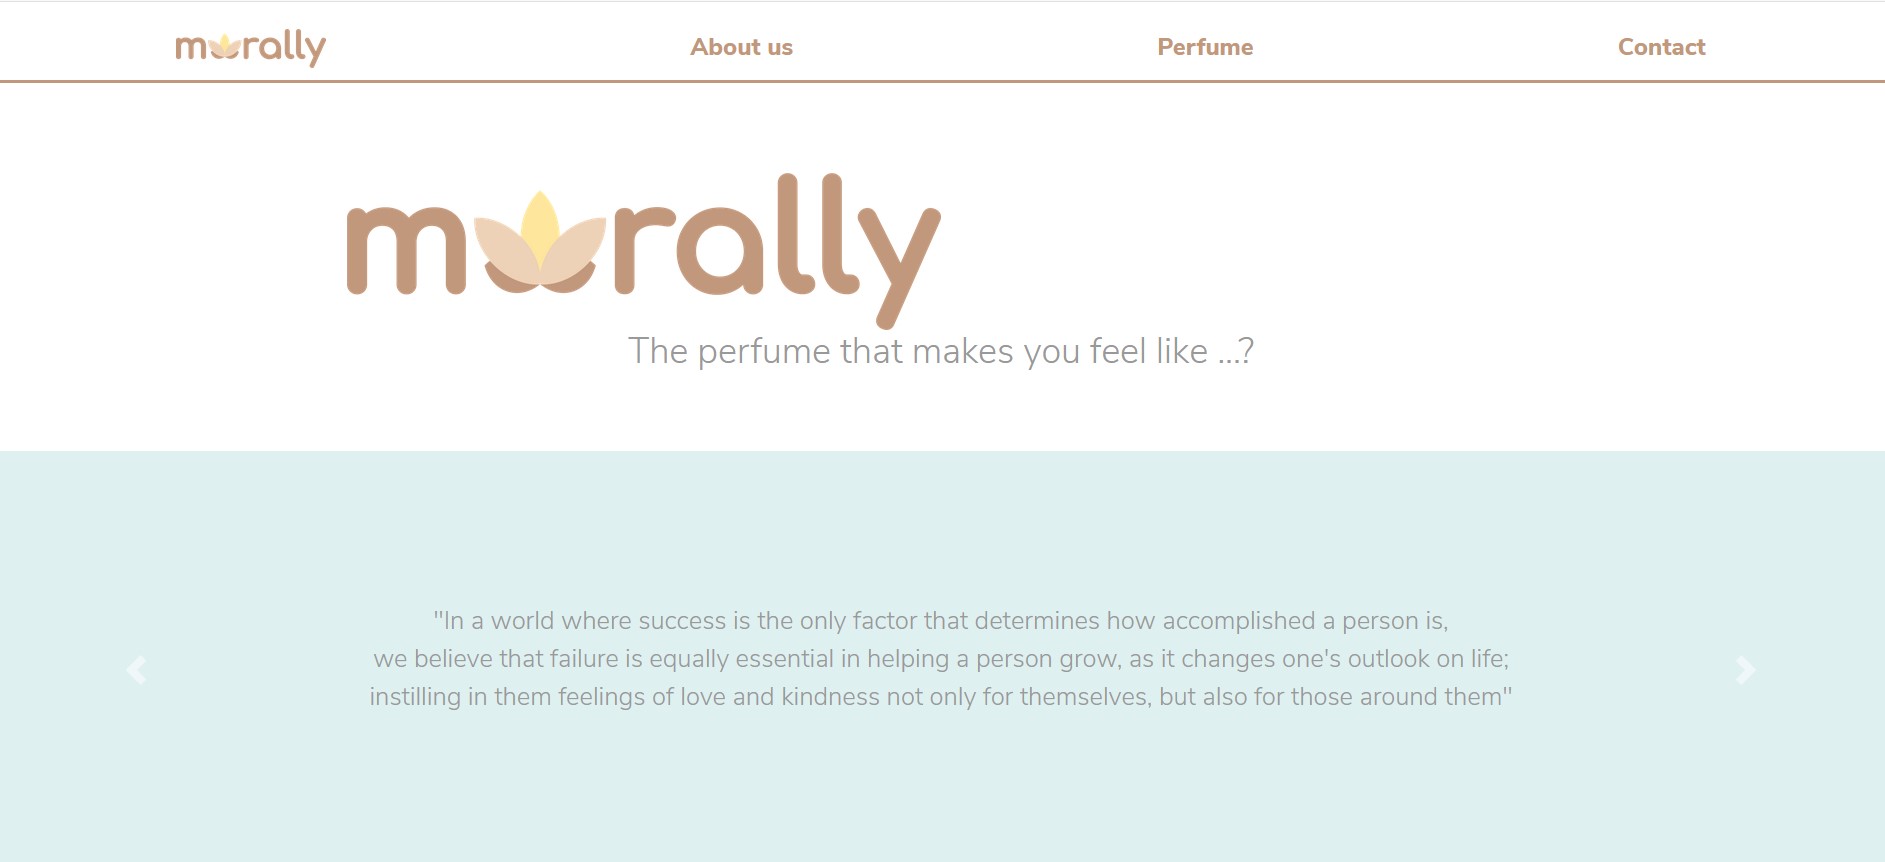 morally
About us
Perfume
Contact
morally
The perfume that makes you feel like ...?
"In a world where success is the only factor that determines how accomplished a person is,
we believe that failure is equally essential in helping a person grow, as it changes one's outlook on life;
instilling in them feelings of love and kindness not only for themselves, but also for those around them"